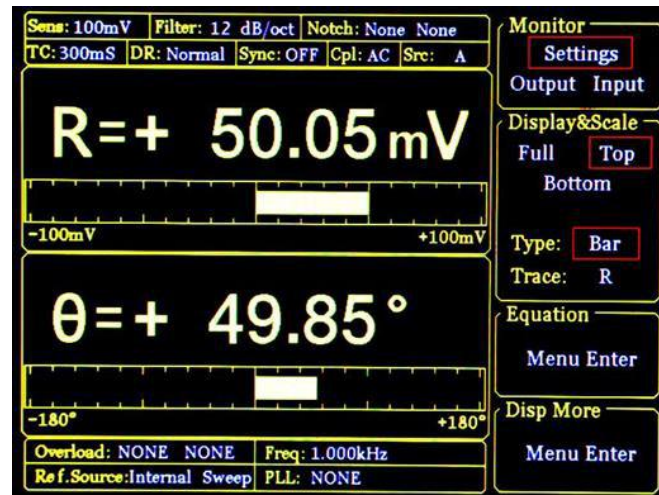 Sens: 100mV Filter: 12 dB/oct Notch: None None
TC: 300mS DR: Normal Sync: OFF Cpl: AC Src: A
R=+ 50.05 mV
-100mV +100mV
θ=+ 49.85°
-180° +180°
Overload: NONE NONE Freq: 1.000kHz
Ref.Source:Internal Sweep PLL: NONE
Monitor
Settings
Output Input
Display&Scale
Full Top
Bottom
Type: Bar
Trace: R
Equation
Menu Enter
Disp More
Menu Enter